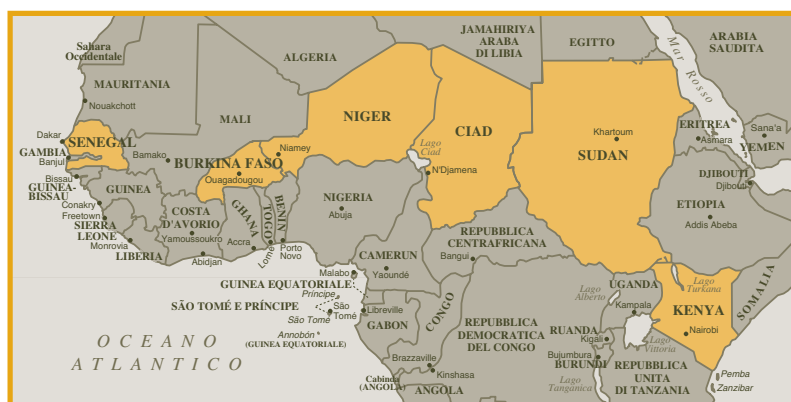 Sahara
Occidentale
ALGERIA
JAMAHIRIYA
ARABA
DI LIBIA
EGITTO
ARABIA
SAUDITA
Mar Rosso
MAURITANIA
Nouakchott
MALI
NIGER
CIAD
SUDAN
Khartoum
ERITREA
Asmara
Sana'a
YEMEN
Dakar
SENEGAL
GAMBIA
Banjul
Bamako
BURKINA FASO
Ouagadougou
Niamey
Lago
Ciad
N'Djamena
DJIBOUTI
Djibouti
Bissau
GUINEA-
BISSAU
GUINEA
Conakry
Freetown
SIERRA
LEONE
Monrovia
LIBERIA
COSTA
D'AVORIO
Yamoussoukro
Abidjan
GHANA
Accra
TOGO
Lomé
BENIN
Porto
Novo
NIGERIA
Abuja
ETIOPIA
Addis Abeba
REPUBBLICA
CENTRAFRICANA
Bangui
CAMERUN
Yaoundé
Malabo
GUINEA EQUATORIALE
Príncipe
SÃO TOMÉ E PRÍNCIPE
São
Tomé
São Tomé
Annobón
(GUINEA EQUATORIALE)
Libreville
GABON
CONGO
REPUBBLICA
DEMOCRATICA
DEL CONGO
Lago
Alberto
UGANDA
Kampala
Lago
Turkana
KENYA
Nairobi
SOMALIA
RUANDA
Kigali
Lago
Vittoria
Bujumbura
BURUNDI
Lago
Tanganica
REPUBBLICA
UNITA
DI TANZANIA
Pemba
Zanzibar
OCEANO
ATLANTICO
Brazzaville
Kinshasa
Cabinda
(ANGOLA)
ANGOLA